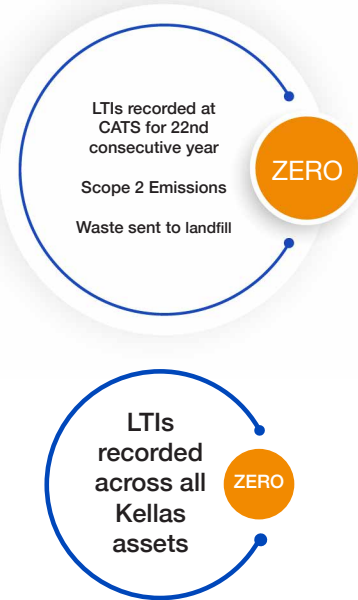 LTIs recorded at
CATS for 22nd
consecutive year
Scope 2 Emissions
Waste sent to landfill
ZERO
LTIs
recorded
across all
Kellas
assets
ZERO